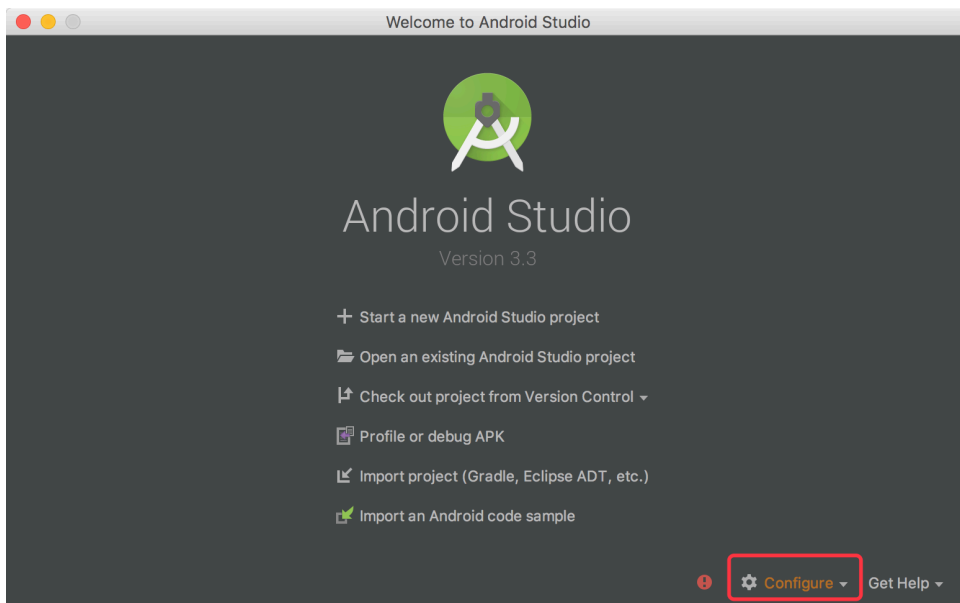 Welcome to Android Studio
Android Studio
Version 3.3
Start a new Android Studio project
Open an existing Android Studio project
Check out project from Version Control
Profile or debug APK
Import project (Gradle, Eclipse ADT, etc.)
Import an Android code sample
Configure Get Help